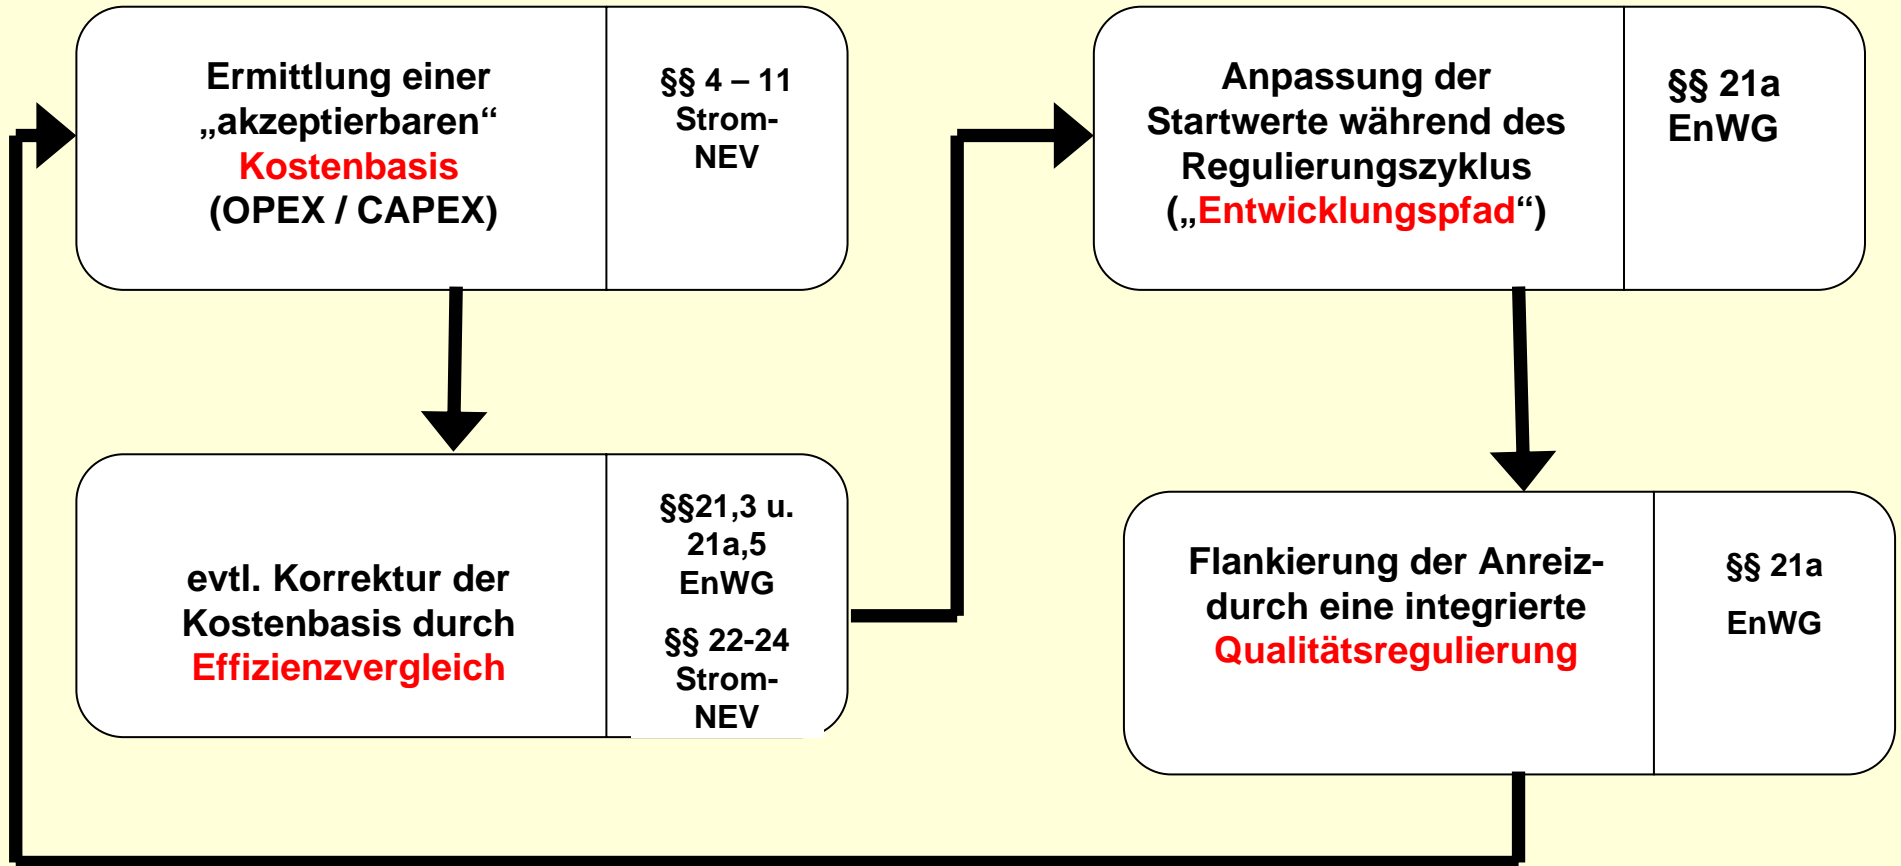 Ermittlung einer
„akzeptierbaren“
Kostenbasis
(OPEX / CAPEX)
§§ 4 – 11
Strom-
NEV
evtl. Korrektur der
Kostenbasis durch
Effizienzvergleich
§§21,3 u.
21a,5
EnWG
§§ 22-24
Strom-
NEV
Anpassung der
Startwerte während des
Regulierungszyklus
(„Entwicklungspfad“)
§§ 21a
EnWG
Flankierung der Anreiz-
durch eine integrierte
Qualitätsregulierung
§§ 21a
EnWG